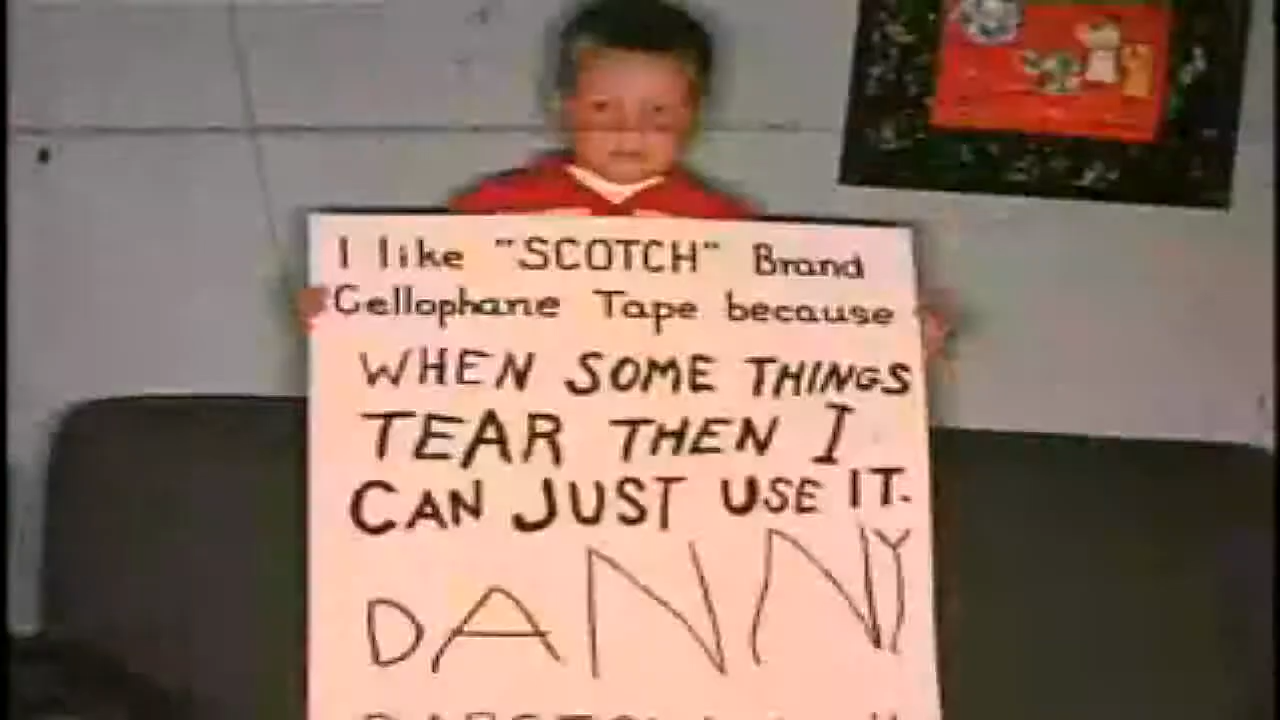 I like "SCOTCH" Brand
Cellophane Tape because
WHEN SOME THINGS
TEAR THEN I
CAN JUST USE IT.
DANNY